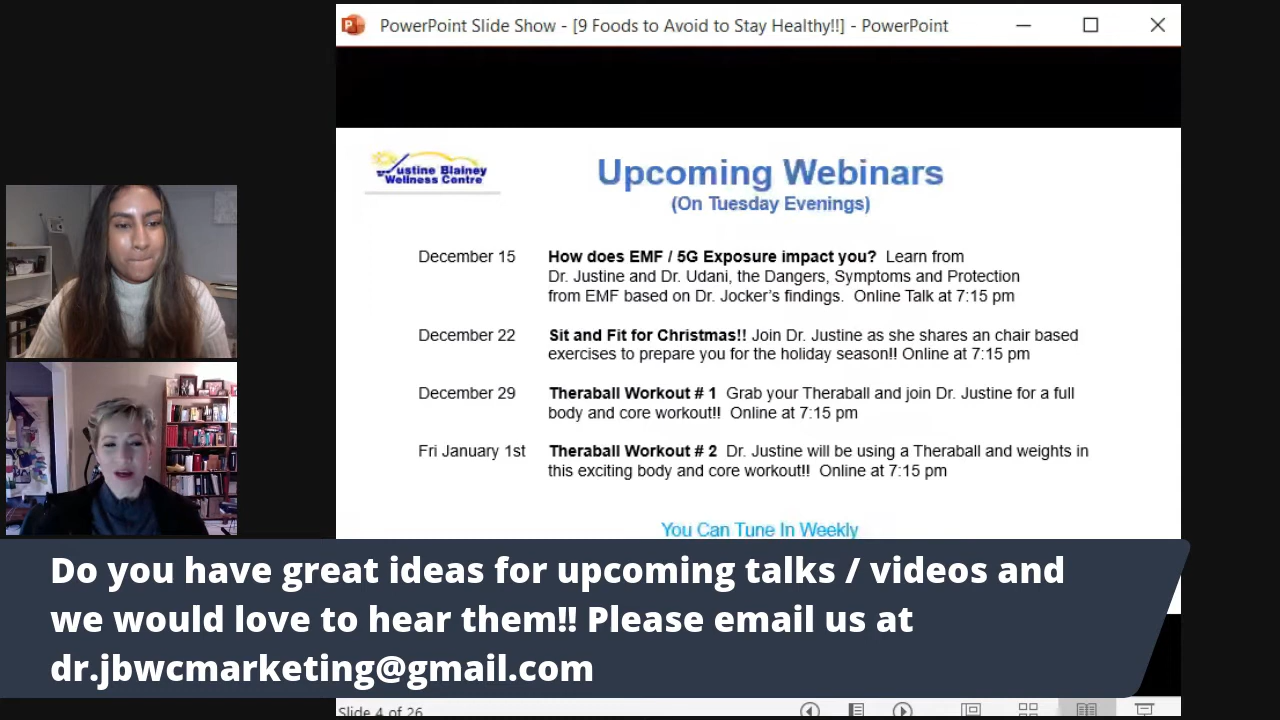 PowerPoint Slide Show - [9 Foods to Avoid to Stay Healthy!!] - PowerPoint
Justine Blainey
Wellness Centre
Upcoming Webinars
(On Tuesday Evenings)
December 15 How does EMF / 5G Exposure impact you? Learn from
Dr. Justine and Dr. Udani, the Dangers, Symptoms and Protection
from EMF based on Dr. Jocker's findings. Online Talk at 7:15 pm
December 22 Sit and Fit for Christmas!! Join Dr. Justine as she shares an chair based
exercises to prepare you for the holiday season!! Online at 7:15 pm
December 29 Theraball Workout # 1 Grab your Theraball and join Dr. Justine for a full
body and core workout!! Online at 7:15 pm
Fri January 1st Theraball Workout # 2 Dr. Justine will be using a Theraball and weights in
this exciting body and core workout!! Online at 7:15 pm
You Can Tune In Weekly
Do you have great ideas for upcoming talks / videos and
we would love to hear them!! Please email us at
dr.jbwcmarketing@gmail.com
Slide 4 of 26